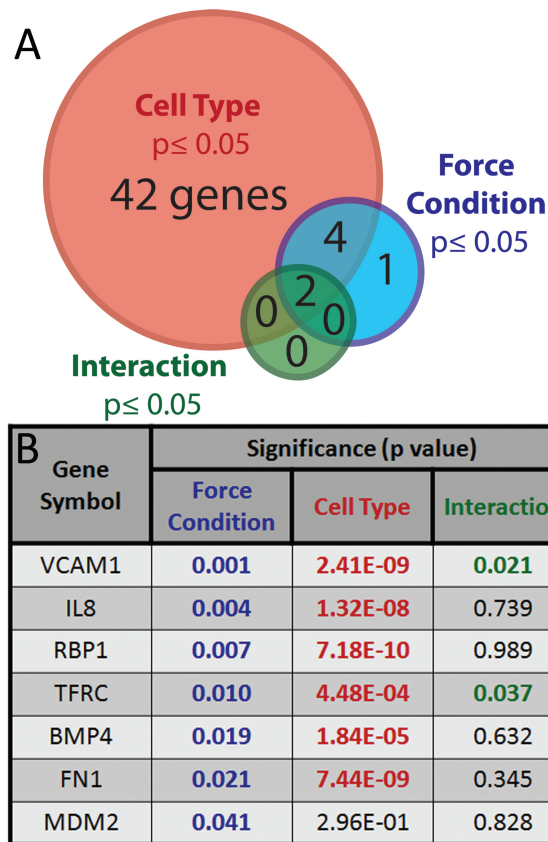 A
Cell Type
p≤ 0.05
42 genes
Force
Condition
p≤ 0.05
4
1
2
0
0
0
Interaction
p≤ 0.05
B
Gene Symbol
Significance (p value)
Force Condition
Cell Type
Interactio
VCAM1 0.001 2.41E-09 0.021
IL8 0.004 1.32E-08 0.739
RBP1 0.007 7.18E-10 0.989
TFRC 0.010 4.48E-04 0.037
BMP4 0.019 1.84E-05 0.632
FN1 0.021 7.44E-09 0.345
MDM2 0.041 2.96E-01 0.828